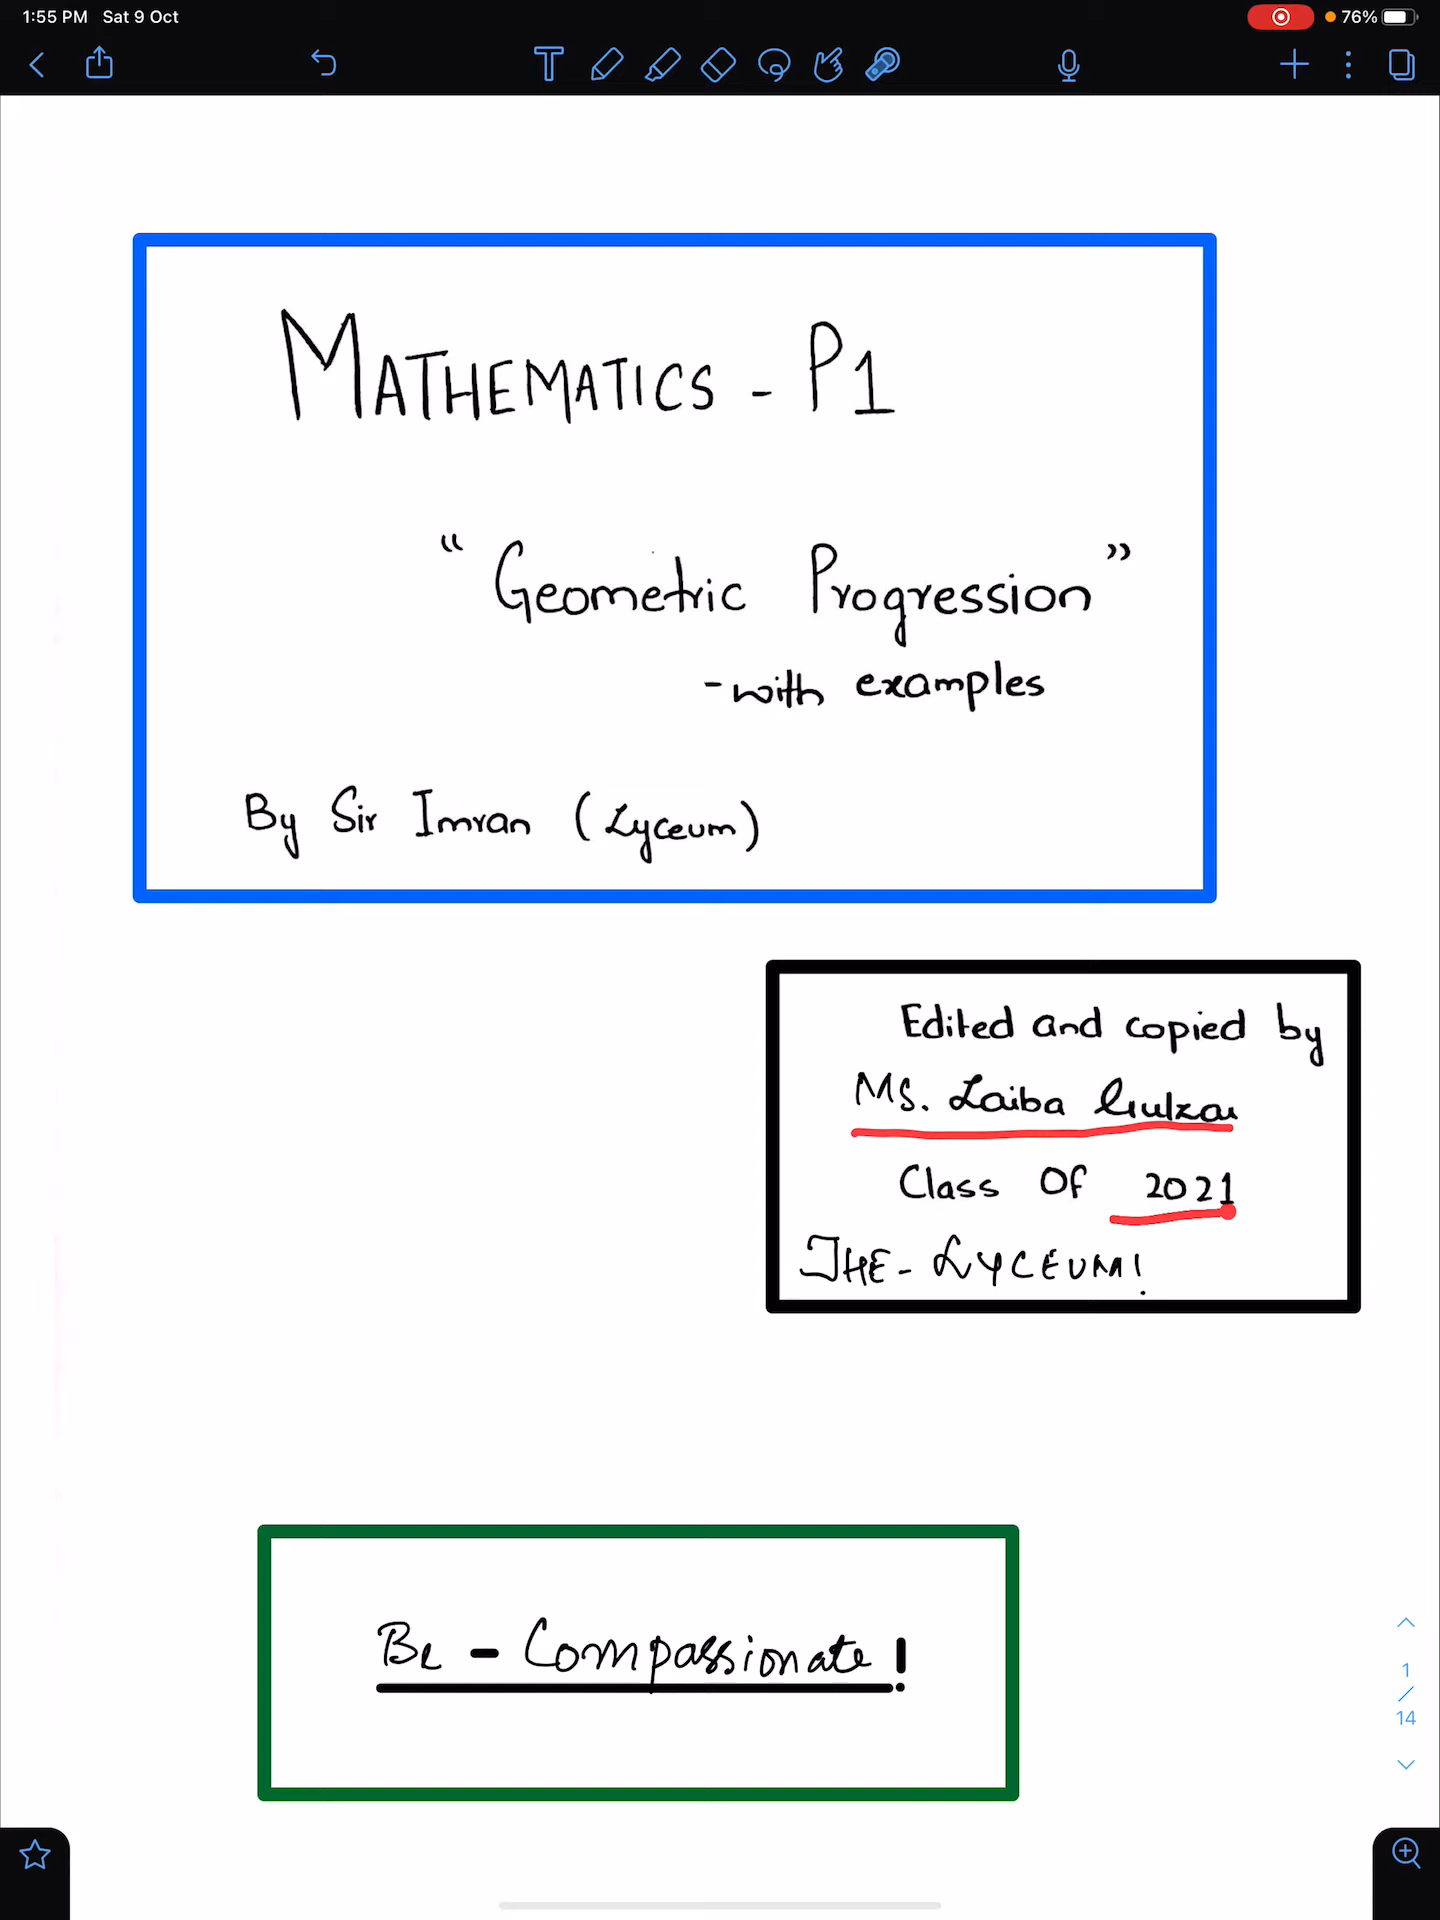 1:55 PM Sat 9 Oct
76%
MATHEMATICS - P1
“Geometric Progression”
- with examples
By Sir Imran (Lyceum)
Edited and copied by
MS. Laiba Gulzar
Class Of 2021
THE - LYCEUM!
Be - Compassionate!
1
/
14